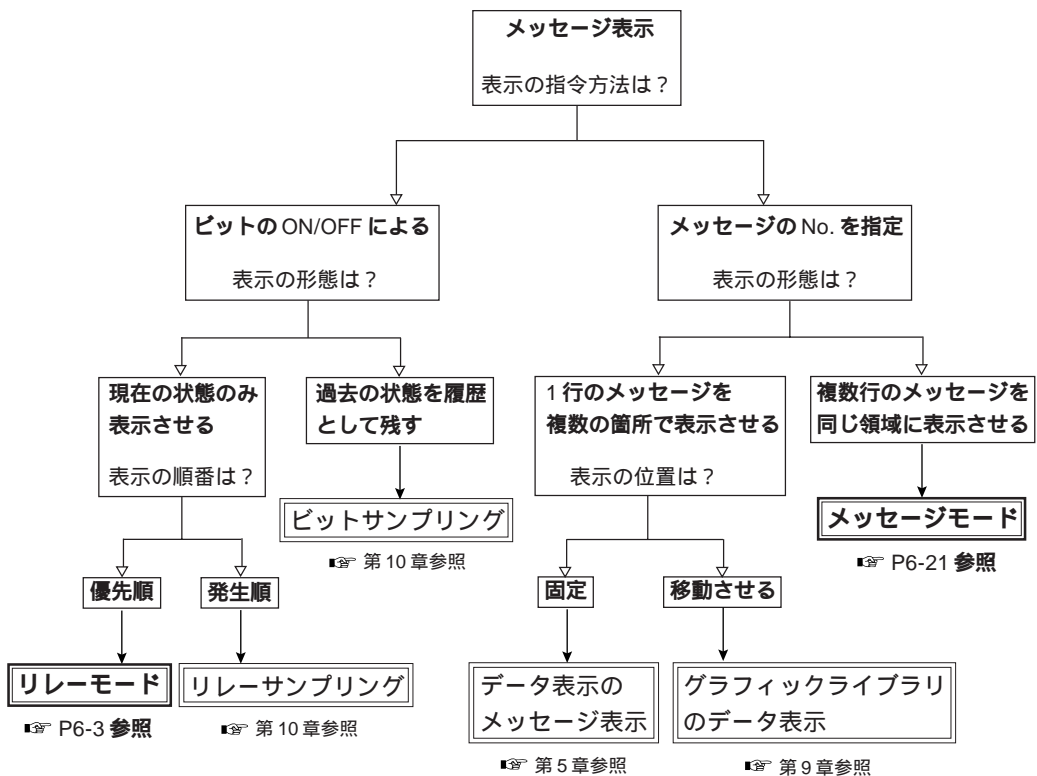 メッセージ表示
表示の指令方法は?
ビットの ON/OFF による
表示の形態は?
メッセージの No. を指定
表示の形態は?
現在の状態のみ
表示させる
表示の順番は?
過去の状態を履歴
として残す
1 行のメッセージを
複数の箇所で表示させる
表示の位置は?
複数行のメッセージを
同じ領域に表示させる
ビットサンプリング
☞ 第 10 章参照
メッセージモード
☞ P6-21 参照
優先順
発生順
固定
移動させる
リレーモード
☞ P6-3 参照
リレーサンプリング
☞ 第 10 章参照
データ表示の
メッセージ表示
☞ 第 5 章参照
グラフィックライブラリ
のデータ表示
☞ 第 9 章参照